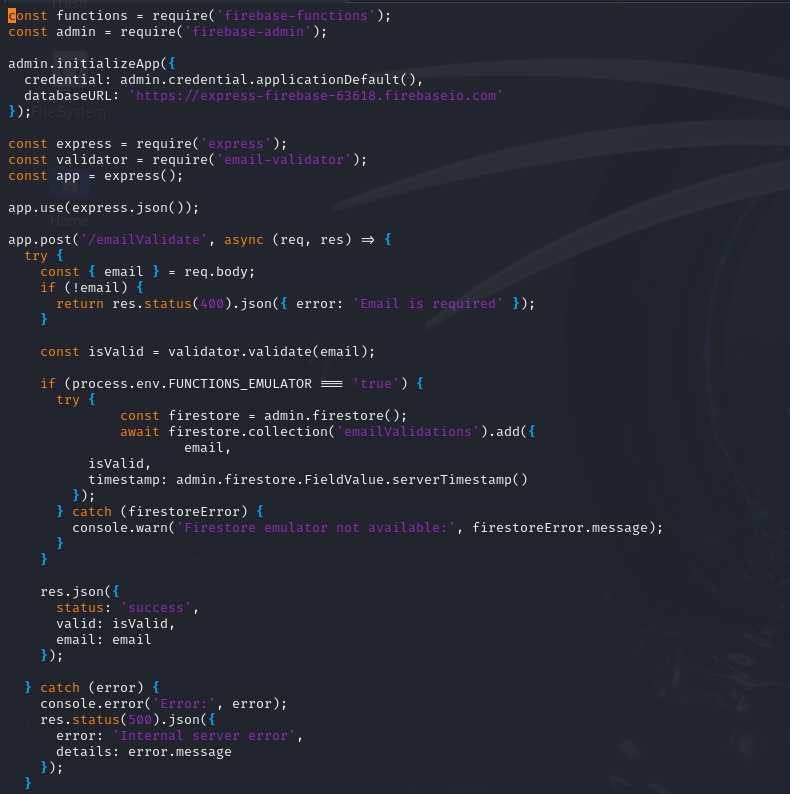 Trash
const functions = require('firebase-functions');
const admin = require('firebase-admin');

admin.initializeApp({
  credential: admin.credential.applicationDefault(),
  databaseURL: 'https://express-firebase-63618.firebaseio.com'
});
File System

const express = require('express');
const validator = require('email-validator');
const app = express();

app.use(express.json());
Home

app.post('/emailValidate', async (req, res) => {
  try {
    const { email } = req.body;
    if (!email) {
      return res.status(400).json({ error: 'Email is required' });
    }

    const isValid = validator.validate(email);

    if (process.env.FUNCTIONS_EMULATOR === 'true') {
      try {
              const firestore = admin.firestore();
              await firestore.collection('emailValidations').add({
                      email,
          isValid,
          timestamp: admin.firestore.FieldValue.serverTimestamp()
        });
      } catch (firestoreError) {
        console.warn('Firestore emulator not available:', firestoreError.message);
      }
    }

    res.json({
      status: 'success',
      valid: isValid,
      email: email
    });

  } catch (error) {
    console.error('Error:', error);
    res.status(500).json({
      error: 'Internal server error',
      details: error.message
    });
  }